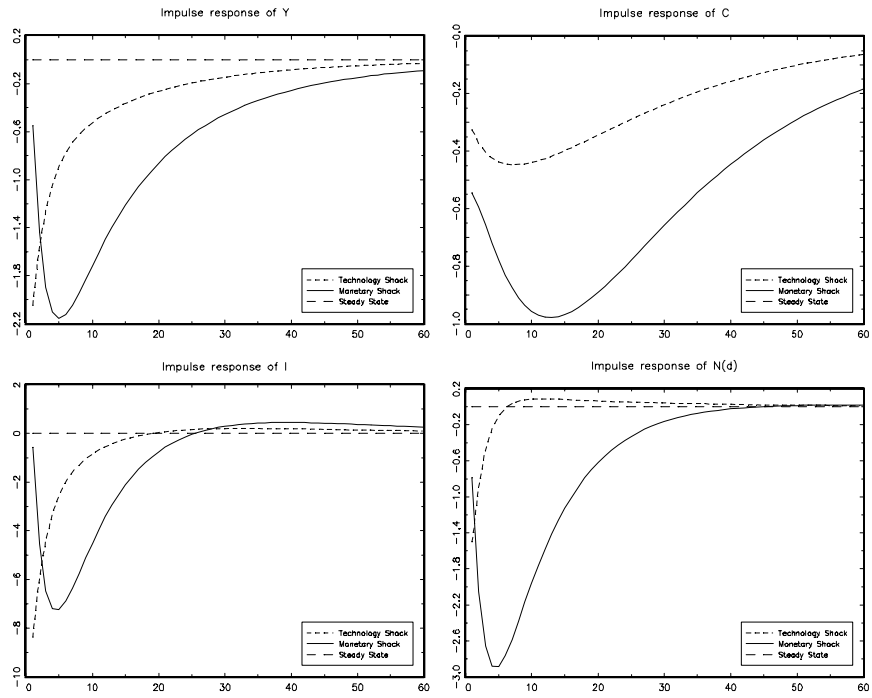 Impulse response of Y
0.2
−0.2
−0.6
−1.0
−1.4
−1.8
−2.2
0 10 20 30 40 50 60
Technology Shock
Monetary Shock
Steady State
Impulse response of C
−0.0
−0.2
−0.4
−0.6
−0.8
−1.0
0 10 20 30 40 50 60
Technology Shock
Monetary Shock
Steady State
Impulse response of I
2
0
−2
−4
−6
−8
−10
0 10 20 30 40 50 60
Technology Shock
Monetary Shock
Steady State
Impulse response of N(d)
0.2
−0.2
−0.6
−1.0
−1.4
−1.8
−2.2
−2.6
−3.0
0 10 20 30 40 50 60
Technology Shock
Monetary Shock
Steady State